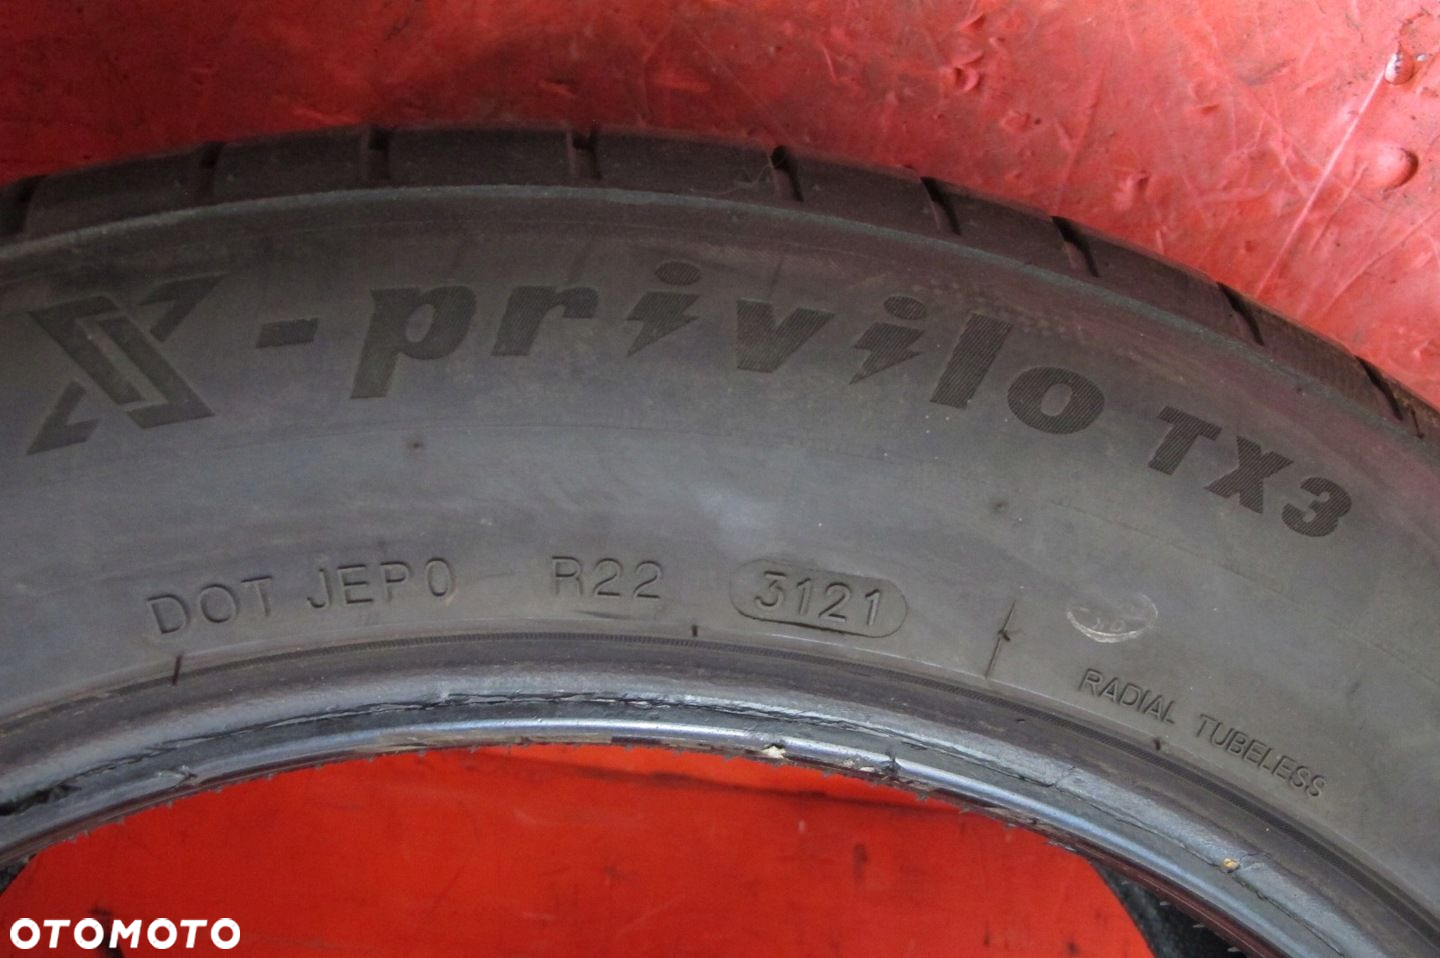 X-privilo TX3
DOT JEP0 R22 3121
RADIAL TUBELESS
OTOMOTO